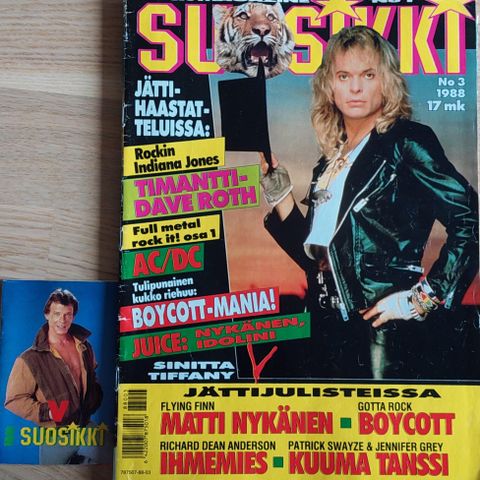 SUOSIKKI
No 3
1988
17 mk
JÄTTI-
HAASTAT-
TELUISSA:
Rockin
Indiana Jones
TIMANTTI-
DAVE ROTH
Full metal
rock it! osa 1
AC/DC
Tulipunainen
kukko riehuu:
BOYCOTT-MANIA!
JUICE: NYKÄNEN,
IDOLINI
SINITTA
TIFFANY
JÄTTIJULISTEISSA
FLYING FINN
MATTI NYKÄNEN
GOTTA ROCK
BOYCOTT
RICHARD DEAN ANDERSON
IHMEMIES
PATRICK SWAYZE & JENNIFER GREY
KUUMA TANSSI
SUOSIKKI